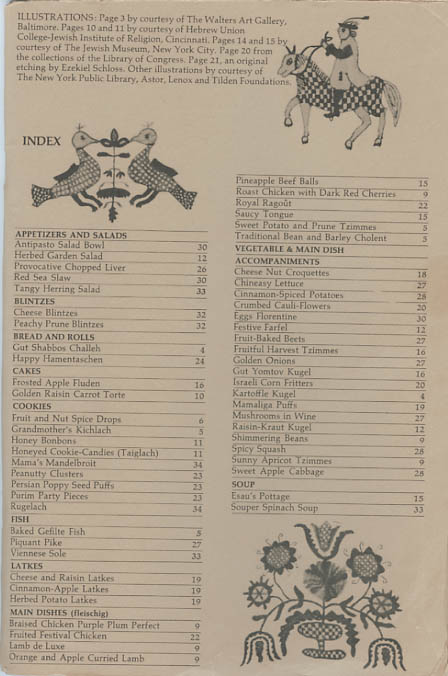 ILLUSTRATIONS: Page 3 by courtesy of The Walters Art Gallery,
Baltimore. Pages 10 and 11 by courtesy of Hebrew Union
College-Jewish Institute of Religion, Cincinnati. Pages 14 and 15 by
courtesy of The Jewish Museum, New York City. Page 20 from
the collections of the Library of Congress. Page 21, an original
etching by Ezekiel Schloss. Other illustrations by courtesy of
The New York Public Library, Astor, Lenox and Tilden Foundations.
INDEX
APPETIZERS AND SALADS
Antipasto Salad Bowl 30
Herbed Garden Salad 12
Provocative Chopped Liver 26
Red Sea Slaw 30
Tangy Herring Salad 33
BLINTZES
Cheese Blintzes 32
Peachy Prune Blintzes 32
BREAD AND ROLLS
Gut Shabbos Challeh 4
Happy Hamentaschen 24
CAKES
Frosted Apple Fluden 16
Golden Raisin Carrot Torte 10
COOKIES
Fruit and Nut Spice Drops 6
Grandmother's Kichlach 5
Honey Bonbons 11
Honeyed Cookie-Candies (Taiglach) 11
Mama's Mandelbroit 34
Peanutty Clusters 23
Persian Poppy Seed Puffs 23
Purim Party Pieces 23
Rugelach 34
FISH
Baked Gefilte Fish 5
Piquant Pike 27
Viennese Sole 33
LATKES
Cheese and Raisin Latkes 19
Cinnamon-Apple Latkes 19
Herbed Potato Latkes 19
MAIN DISHES (fleischig)
Braised Chicken Purple Plum Perfect 9
Fruited Festival Chicken 22
Lamb de Luxe 9
Orange and Apple Curried Lamb 9
Pineapple Beef Balls 15
Roast Chicken with Dark Red Cherries 9
Royal Ragoût 22
Saucy Tongue 15
Sweet Potato and Prune Tzimmes 5
Traditional Bean and Barley Cholent 5
VEGETABLE & MAIN DISH
ACCOMPANIMENTS
Cheese Nut Croquettes 18
Chineasy Lettuce 27
Cinnamon-Spiced Potatoes 28
Crumbed Cauli-Flowers 20
Eggs Florentine 30
Festive Farfel 12
Fruit-Baked Beets 27
Fruitful Harvest Tzimmes 16
Golden Onions 27
Gut Yomtov Kugel 16
Israeli Corn Fritters 20
Kartoffle Kugel 4
Mamaliga Puffs 19
Mushrooms in Wine 27
Raisin-Kraut Kugel 12
Shimmering Beans 9
Spicy Squash 28
Sunny Apricot Tzimmes 9
Sweet Apple Cabbage 28
SOUP
Esau's Pottage 15
Souper Spinach Soup 33